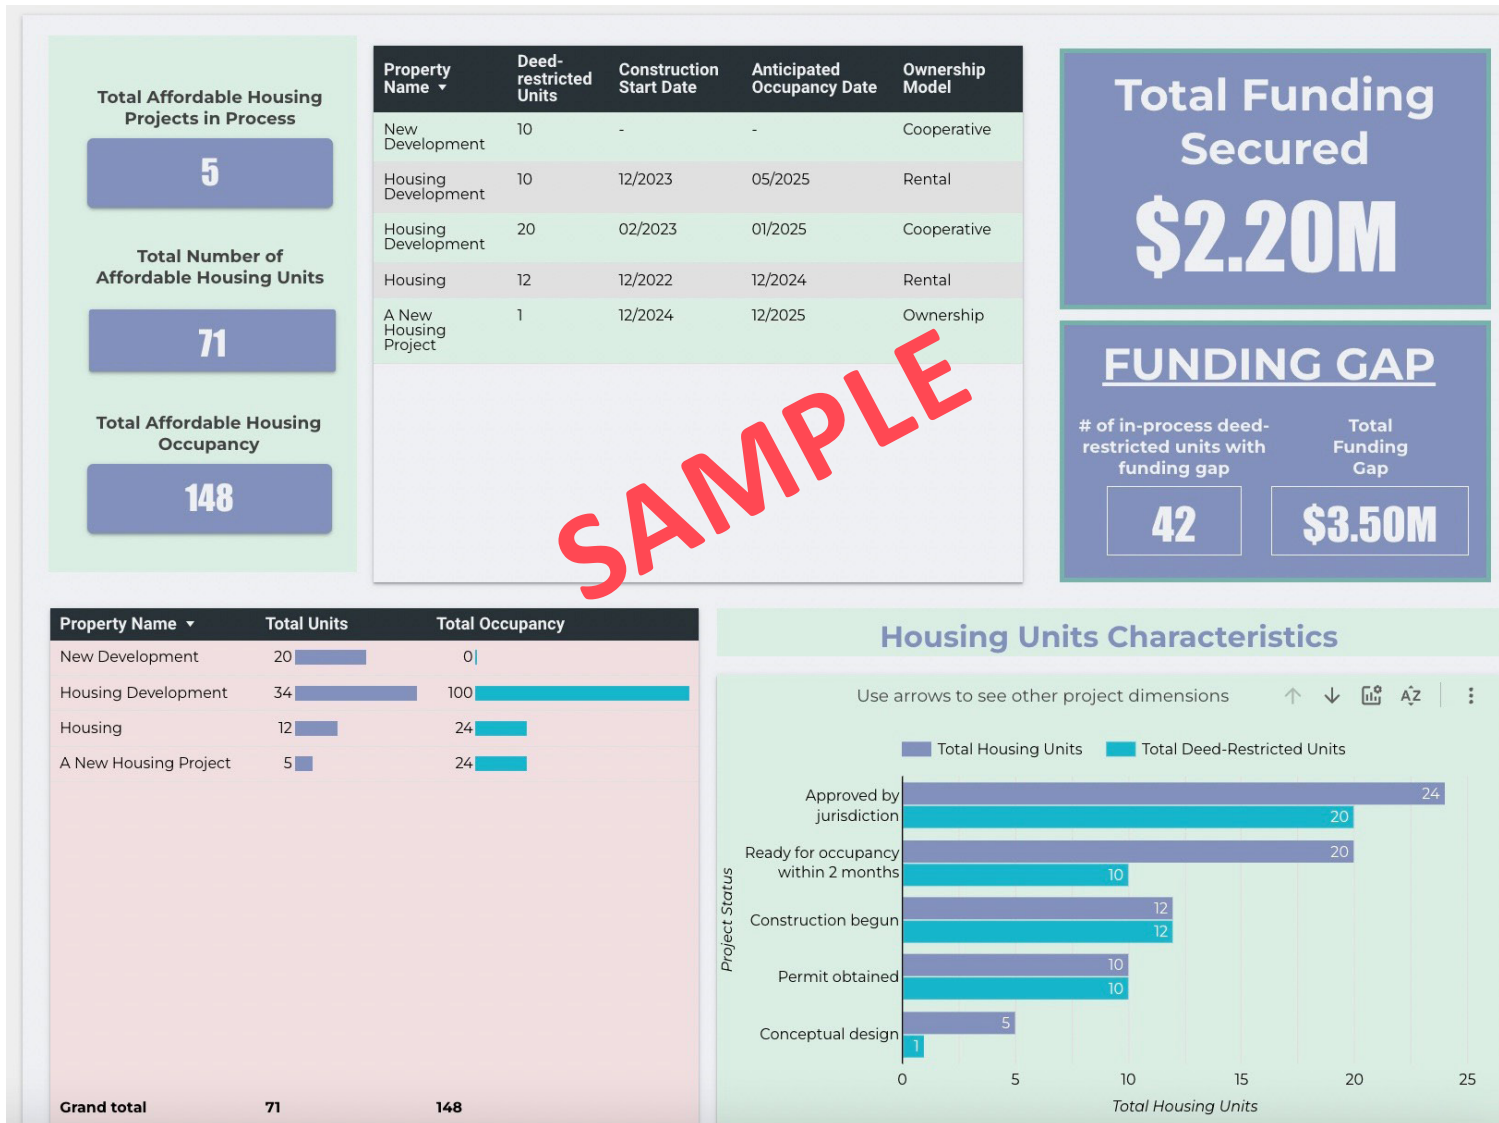 Total Affordable Housing
Projects in Process
5
Total Number of
Affordable Housing Units
71
Total Affordable Housing
Occupancy
148
Property Name Deed-restricted Units Construction Start Date Anticipated Occupancy Date Ownership Model
New Development 10 - - Cooperative
Housing Development 10 12/2023 05/2025 Rental
Housing Development 20 02/2023 01/2025 Cooperative
Housing 12 12/2022 12/2024 Rental
A New Housing Project 1 12/2024 12/2025 Ownership
SAMPLE
Total Funding
Secured
$2.20M
FUNDING GAP
# of in-process deed-
restricted units with
funding gap
42
Total
Funding
Gap
$3.50M
Property Name Total Units Total Occupancy
New Development 20 0
Housing Development 34 100
Housing 12 24
A New Housing Project 5 24
Grand total 71 148
Housing Units Characteristics
Use arrows to see other project dimensions
AZ
Total Housing Units Total Deed-Restricted Units
Project Status
Approved by
jurisdiction
24
20
Ready for occupancy
within 2 months
20
10
Construction begun
12
12
Permit obtained
10
10
Conceptual design
5
1
0 5 10 15 20 25
Total Housing Units